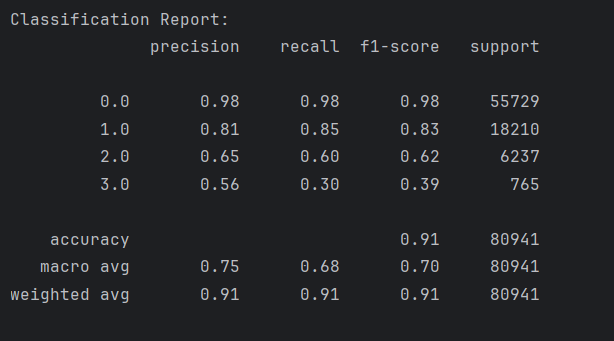 Classification Report:
precision recall f1-score support
0.0 0.98 0.98 0.98 55729
1.0 0.81 0.85 0.83 18210
2.0 0.65 0.60 0.62 6237
3.0 0.56 0.30 0.39 765
accuracy 0.91 80941
macro avg 0.75 0.68 0.70 80941
weighted avg 0.91 0.91 0.91 80941